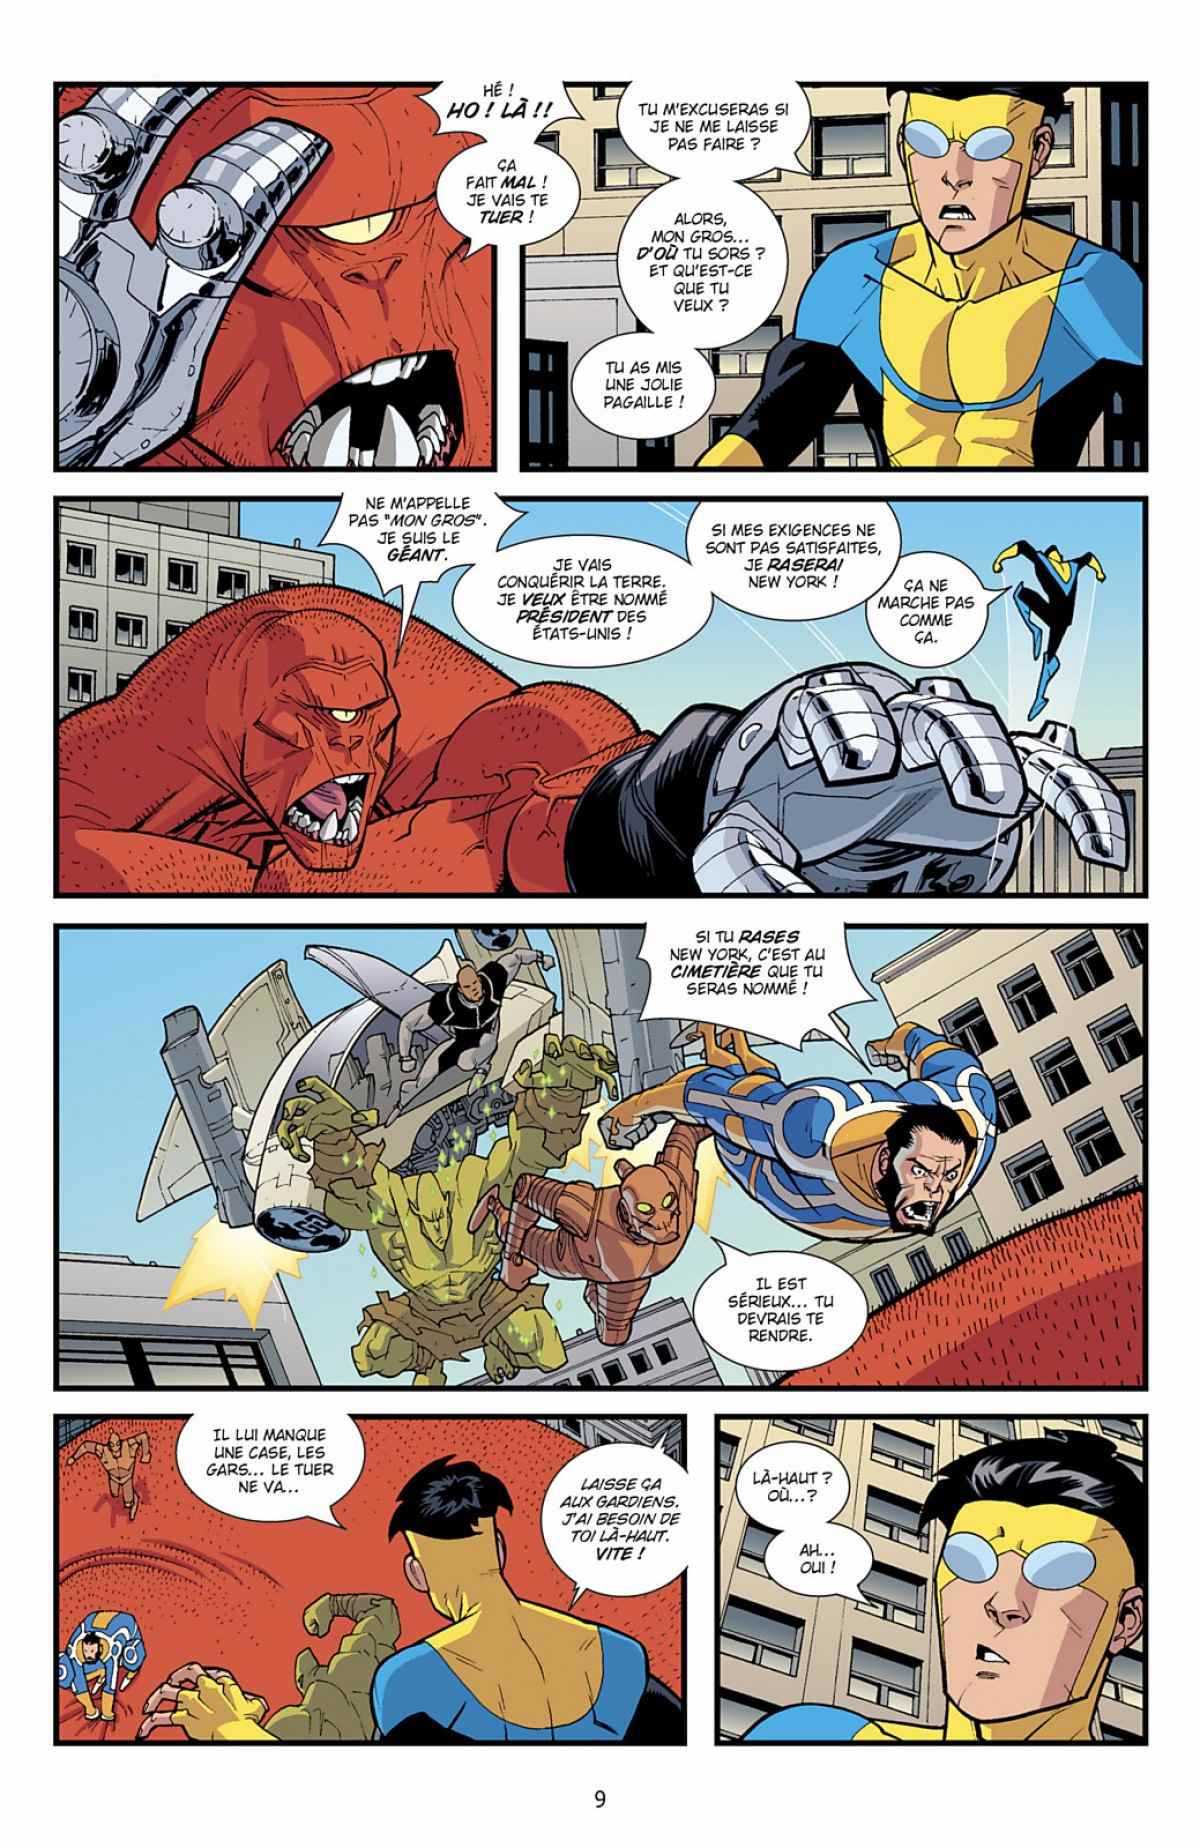 HÉ !
HO ! LÀ !!
ÇA
FAIT MAL !
JE VAIS TE
TUER !
TU M'EXCUSERAS SI
JE NE ME LAISSE
PAS FAIRE ?
ALORS,
MON GROS...
D'OÙ TU SORS ?
ET QU'EST-CE
QUE TU
VEUX ?
TU AS MIS
UNE JOLIE
PAGAILLE !
NE M'APPELLE
PAS "MON GROS".
JE SUIS LE
GÉANT.
JE VAIS
CONQUÉRIR LA TERRE.
JE VEUX ÊTRE NOMMÉ
PRÉSIDENT DES
ÉTATS-UNIS !
SI MES EXIGENCES NE
SONT PAS SATISFAITES,
JE RASERAI
NEW YORK !
ÇA NE
MARCHE PAS
COMME
ÇA.
SI TU RASES
NEW YORK, C'EST AU
CIMETIÈRE QUE TU
SERAS NOMMÉ !
IL EST
SÉRIEUX... TU
DEVRAIS TE
RENDRE.
IL LUI MANQUE
UNE CASE, LES
GARS... LE TUER
NE VA...
LAISSE ÇA
AUX GARDIENS.
J'AI BESOIN DE
TOI LÀ-HAUT.
VITE !
LÀ-HAUT ?
OÙ...?
AH...
OUI !
9